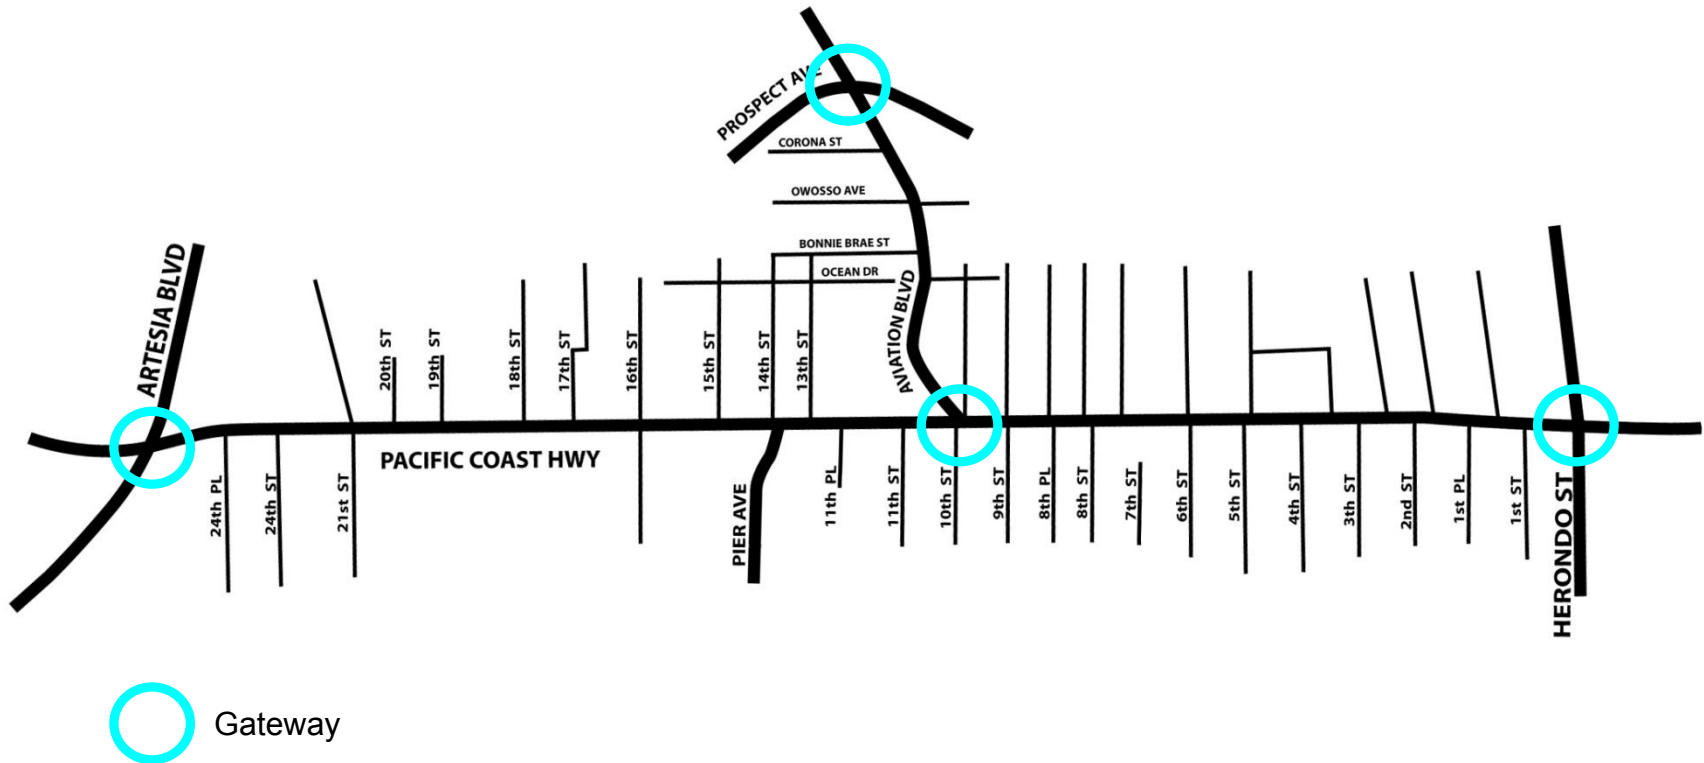 PROSPECT AVE
CORONA ST
OWOSSO AVE
BONNIE BRAE ST
OCEAN DR
ARTESIA BLVD
AVIATION BLVD
20th ST
19th ST
18th ST
17th ST
16th ST
15th ST
14th ST
13th ST
PACIFIC COAST HWY
24th PL
24th ST
21st ST
PIER AVE
11th PL
11th ST
10th ST
9th ST
8th PL
8th ST
7th ST
6th ST
5th ST
4th ST
3th ST
2nd ST
1st PL
1st ST
HERONDO ST
Gateway